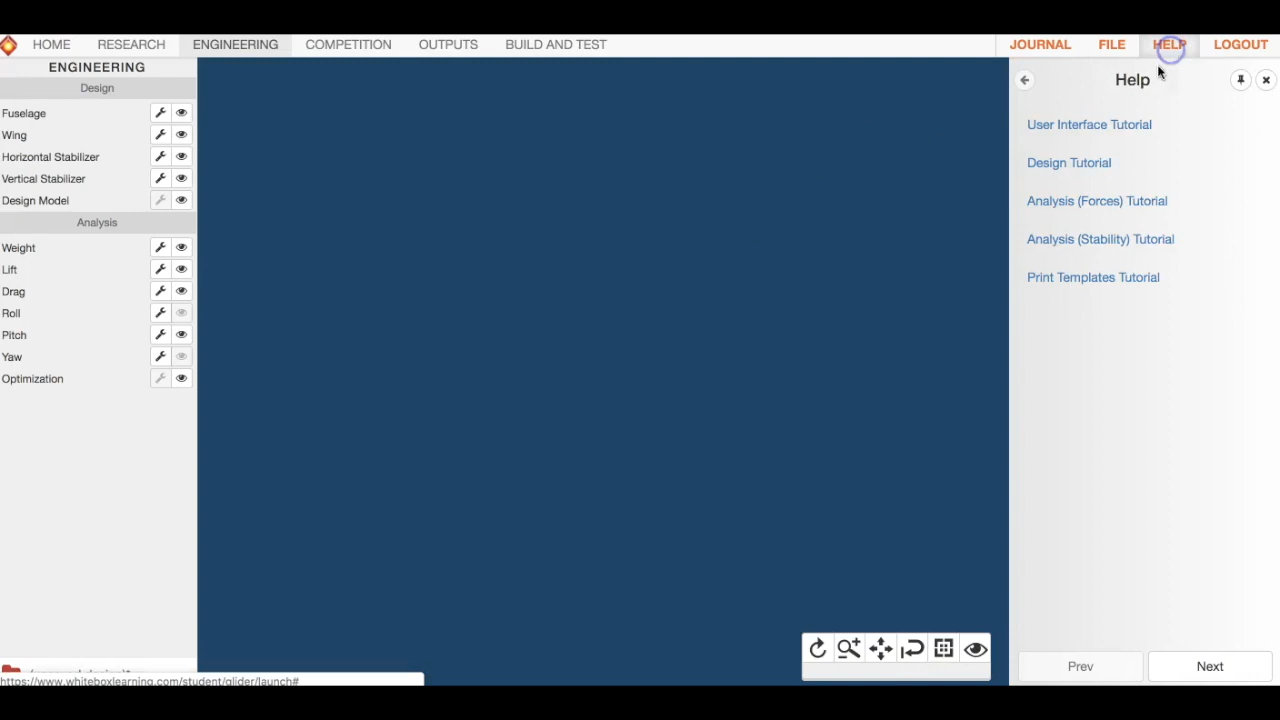 HOME RESEARCH ENGINEERING COMPETITION OUTPUTS BUILD AND TEST JOURNAL FILE HELP LOGOUT
ENGINEERING
Design
Fuselage
Wing
Horizontal Stabilizer
Vertical Stabilizer
Design Model
Analysis
Weight
Lift
Drag
Roll
Pitch
Yaw
Optimization
https://www.whiteboxlearning.com/student/glider/launch#
Help
User Interface Tutorial
Design Tutorial
Analysis (Forces) Tutorial
Analysis (Stability) Tutorial
Print Templates Tutorial
Prev Next